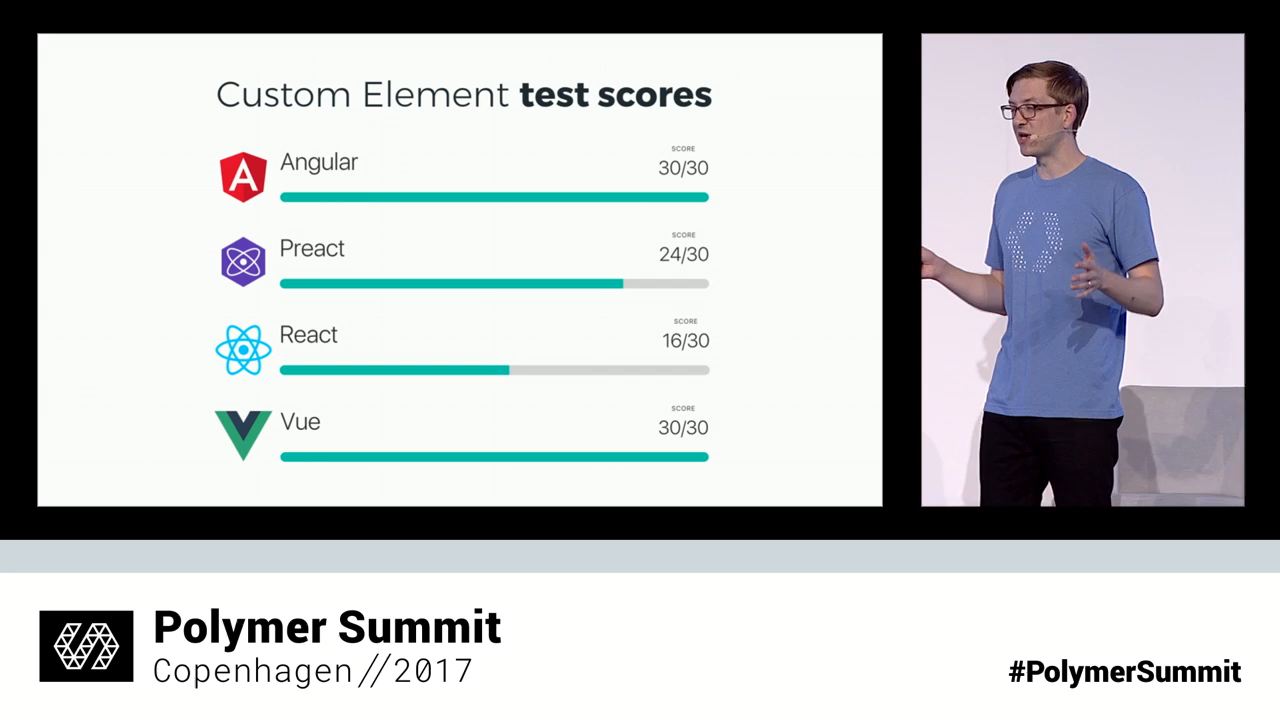 Custom Element test scores
Angular
SCORE
30/30
Preact
SCORE
24/30
React
SCORE
16/30
Vue
SCORE
30/30
Polymer Summit
Copenhagen//2017
#PolymerSummit